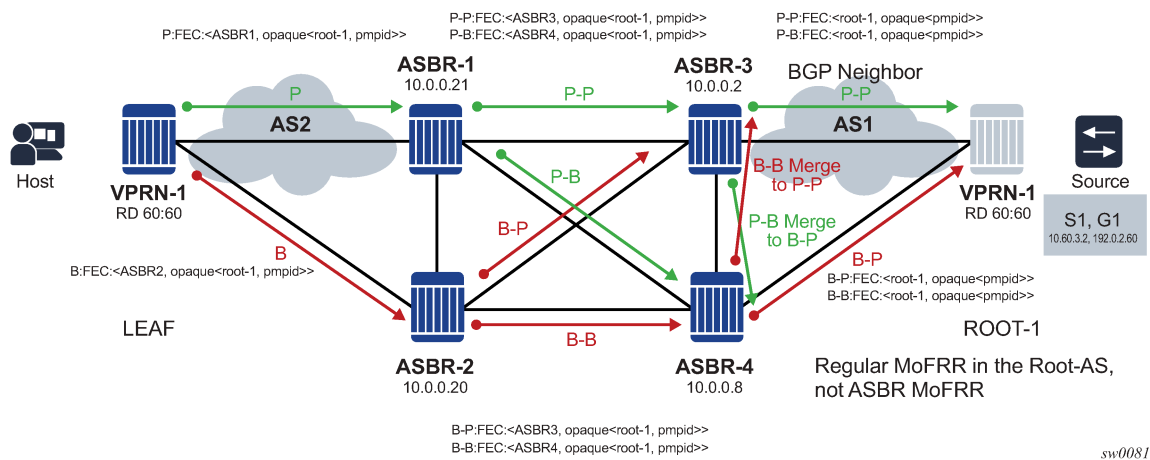 P-P:FEC:<ASBR3, opaque<root-1, pmpid>>
P-P:FEC:<root-1, opaque<pmpid>>
P:FEC:<ASBR1, opaque<root-1, pmpid>>
P-B:FEC:<ASBR4, opaque<root-1, pmpid>>
P-B:FEC:<root-1, opaque<pmpid>>
ASBR-1
10.0.0.21
ASBR-3
10.0.0.2
BGP Neighbor
P
P-P
P-P
AS2
AS1
Host
VPRN-1
RD 60:60
P-B
B-P
B-B Merge
to P-P
P-B Merge
to B-P
VPRN-1
RD 60:60
Source
S1, G1
10.60.3.2, 192.0.2.60
B
B-P
B:FEC:<ASBR2, opaque<root-1, pmpid>>
B-P:FEC:<root-1, opaque<pmpid>>
B-B:FEC:<root-1, opaque<pmpid>>
LEAF
B-B
ROOT-1
ASBR-2
10.0.0.20
ASBR-4
10.0.0.8
Regular MoFRR in the Root-AS,
not ASBR MoFRR
B-P:FEC:<ASBR3, opaque<root-1, pmpid>>
B-B:FEC:<ASBR4, opaque<root-1, pmpid>>
sw0081